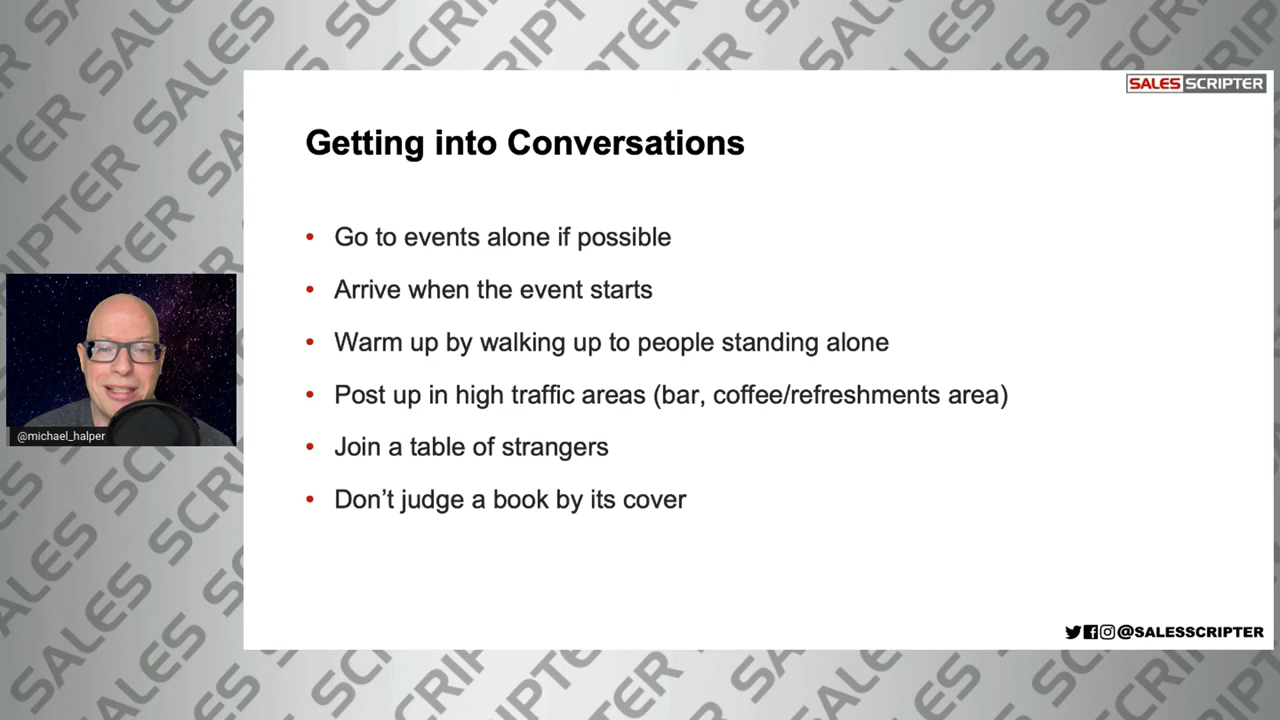 SALES SCRIPTER
Getting into Conversations
• Go to events alone if possible
• Arrive when the event starts
• Warm up by walking up to people standing alone
• Post up in high traffic areas (bar, coffee/refreshments area)
• Join a table of strangers
• Don’t judge a book by its cover
@michael_halper
@SALESSCRIPTER